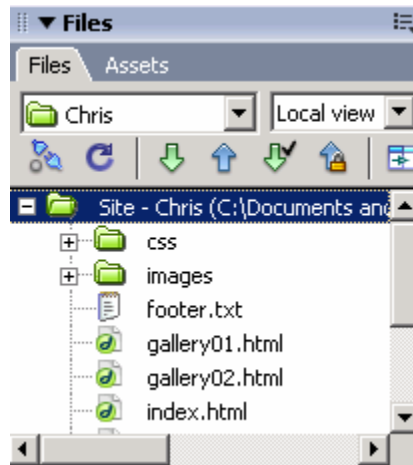 Files
Files Assets
Chris Local view
Site - Chris (C:\Documents and
css
images
footer.txt
gallery01.html
gallery02.html
index.html